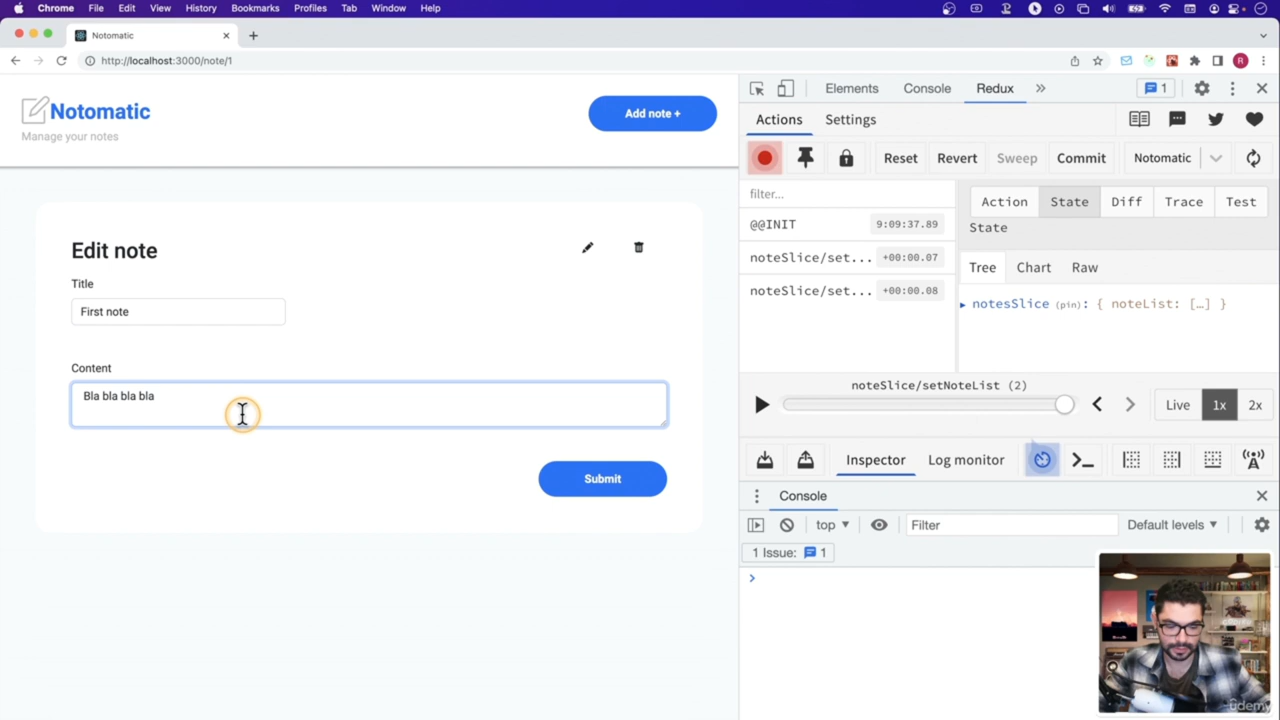 Chrome File Edit View History Bookmarks Profiles Tab Window Help
Notomatic
http://localhost:3000/note/1
R
Notomatic
Manage your notes
Add note +
Edit note
Title
First note
Content
Bla bla bla bla
Submit
Elements Console Redux » 1
Actions Settings
Reset Revert Sweep Commit Notomatic
filter...
@@INIT 9:09:37.89
noteSlice/set... +00:00.07
noteSlice/set... +00:00.08
Action State Diff Trace Test
State
Tree Chart Raw
notesSlice (pin): { noteList: […] }
noteSlice/setNoteList (2)
Live 1x 2x
Inspector Log monitor
Console
top Filter Default levels
1 Issue: 1
ûdemy